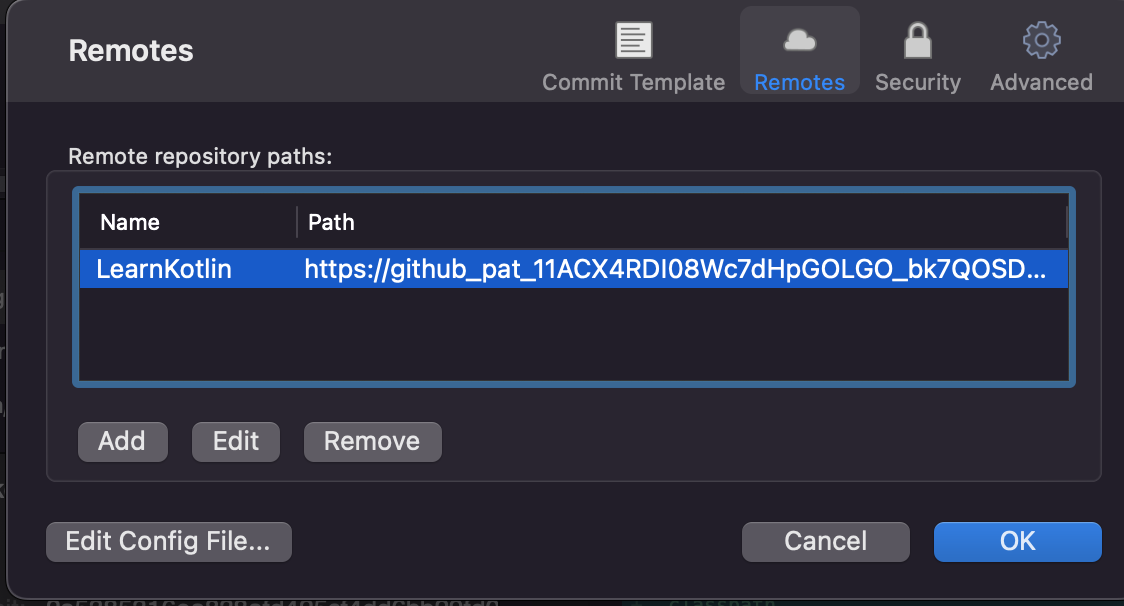 Remotes
Commit Template
Remotes
Security
Advanced
Remote repository paths:
Name
Path
LearnKotlin
https://github_pat_11ACX4RDI08Wc7dHpGOLGO_bk7QOSD...
Add
Edit
Remove
Edit Config File...
Cancel
OK